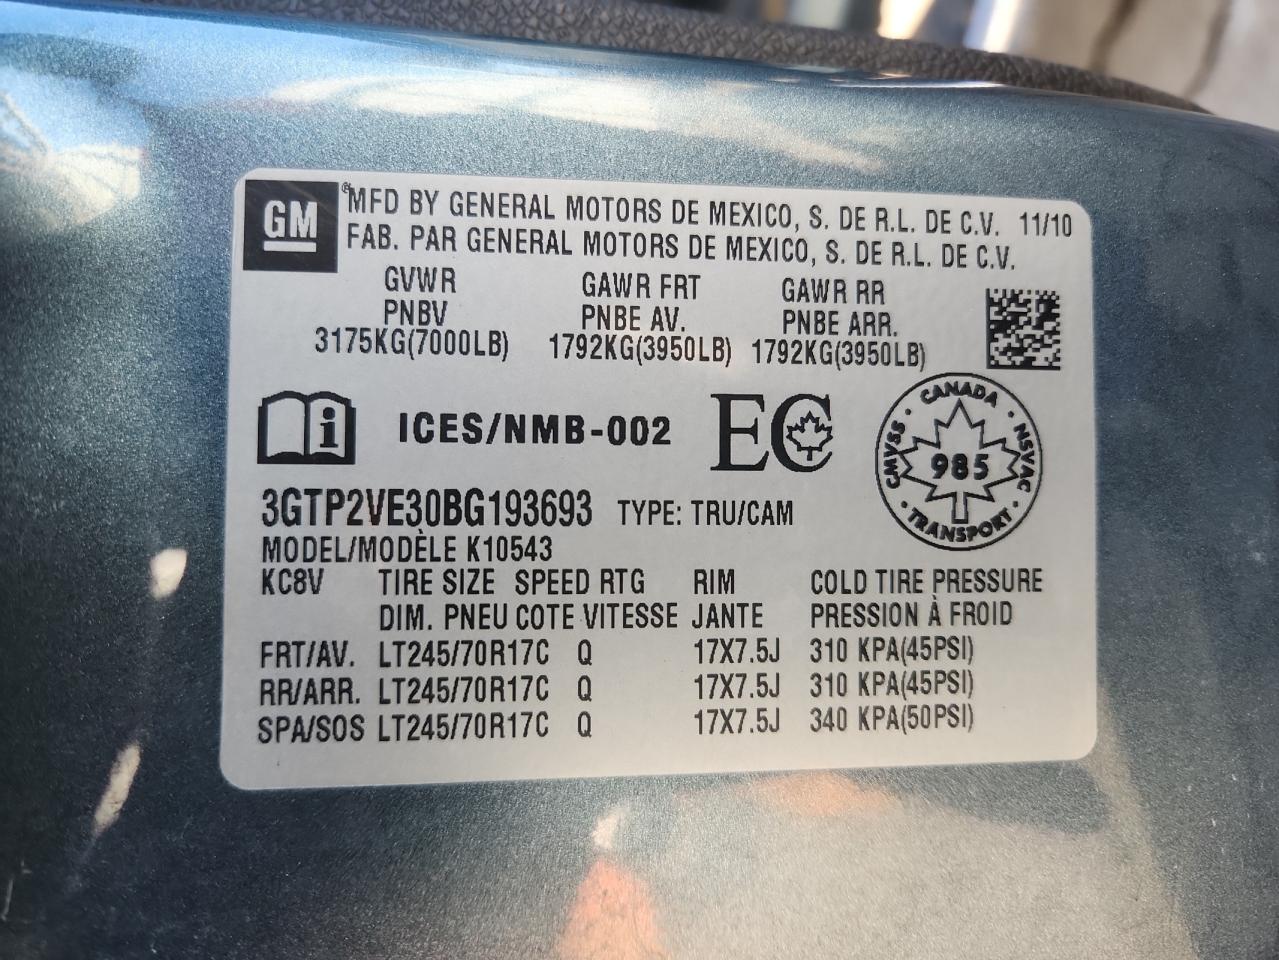 GM
® MFD BY GENERAL MOTORS DE MEXICO, S. DE R.L. DE C.V. 11/10
FAB. PAR GENERAL MOTORS DE MEXICO, S. DE R.L. DE C.V.
GVWR GAWR FRT GAWR RR
PNBV PNBE AV. PNBE ARR.
3175KG(7000LB) 1792KG(3950LB) 1792KG(3950LB)
i ICES/NMB-002 EC
CANADA
CMVSS · NSVAC
985
TRANSPORT
3GTP2VE30BG193693 TYPE: TRU/CAM
MODEL/MODÈLE K10543
KC8V TIRE SIZE SPEED RTG RIM COLD TIRE PRESSURE
DIM. PNEU COTE VITESSE JANTE PRESSION À FROID
FRT/AV. LT245/70R17C Q 17X7.5J 310 KPA(45PSI)
RR/ARR. LT245/70R17C Q 17X7.5J 310 KPA(45PSI)
SPA/SOS LT245/70R17C Q 17X7.5J 340 KPA(50PSI)